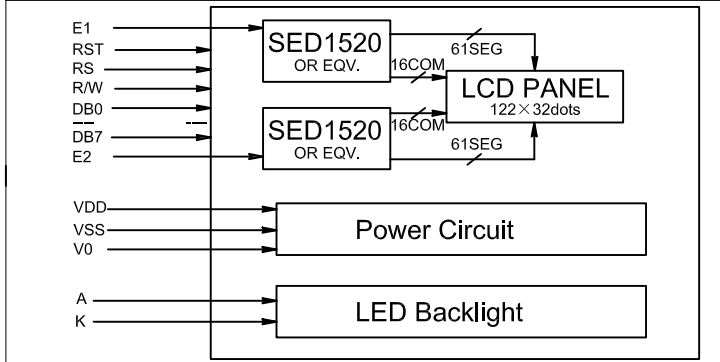 E1
RST
RS
R/W
DB0
DB7
E2
SED1520
OR EQV.
61SEG
16COM
LCD PANEL
122×32dots
SED1520
OR EQV.
16COM
61SEG
VDD
VSS
V0
Power Circuit
A
K
LED Backlight